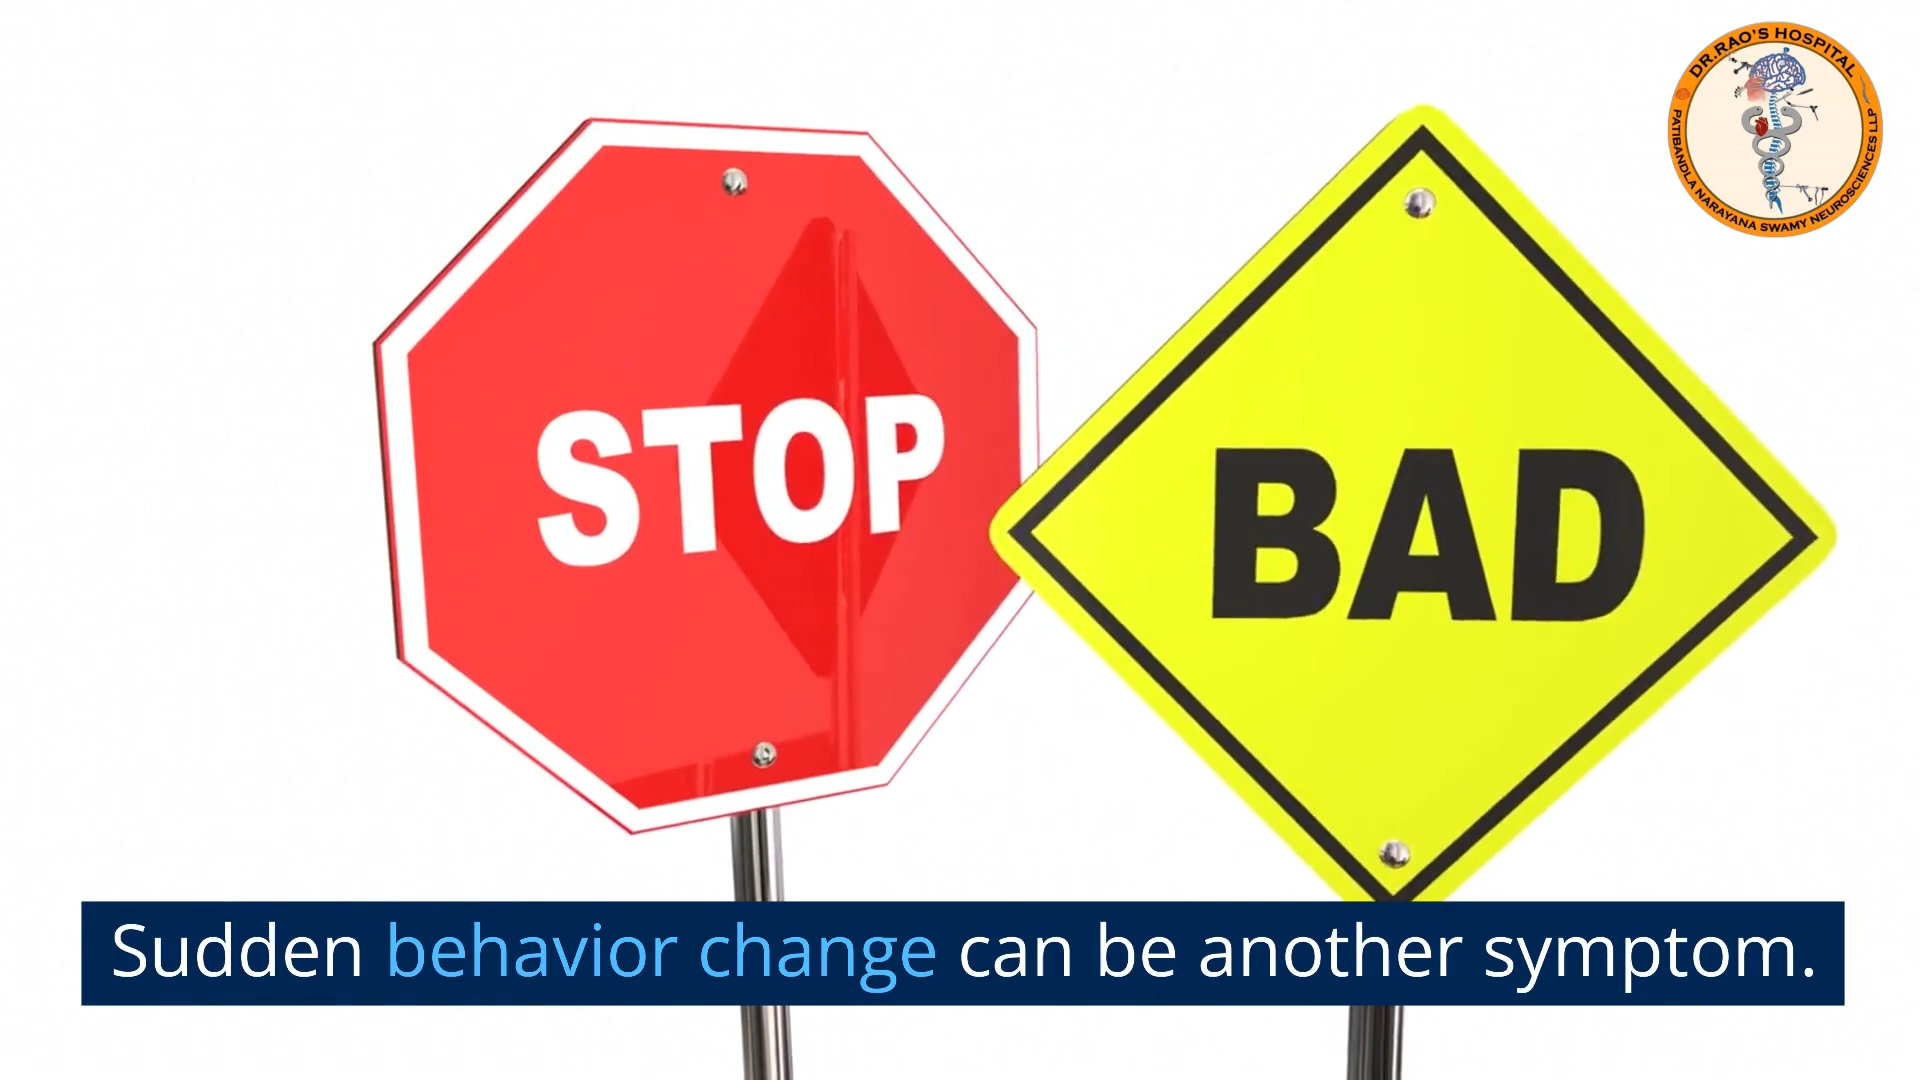 DR.RAO'S HOSPITAL
PATIBANDLA NARAYANA SWAMY NEUROSCIENCES LLP
STOP
BAD
Sudden behavior change can be another symptom.